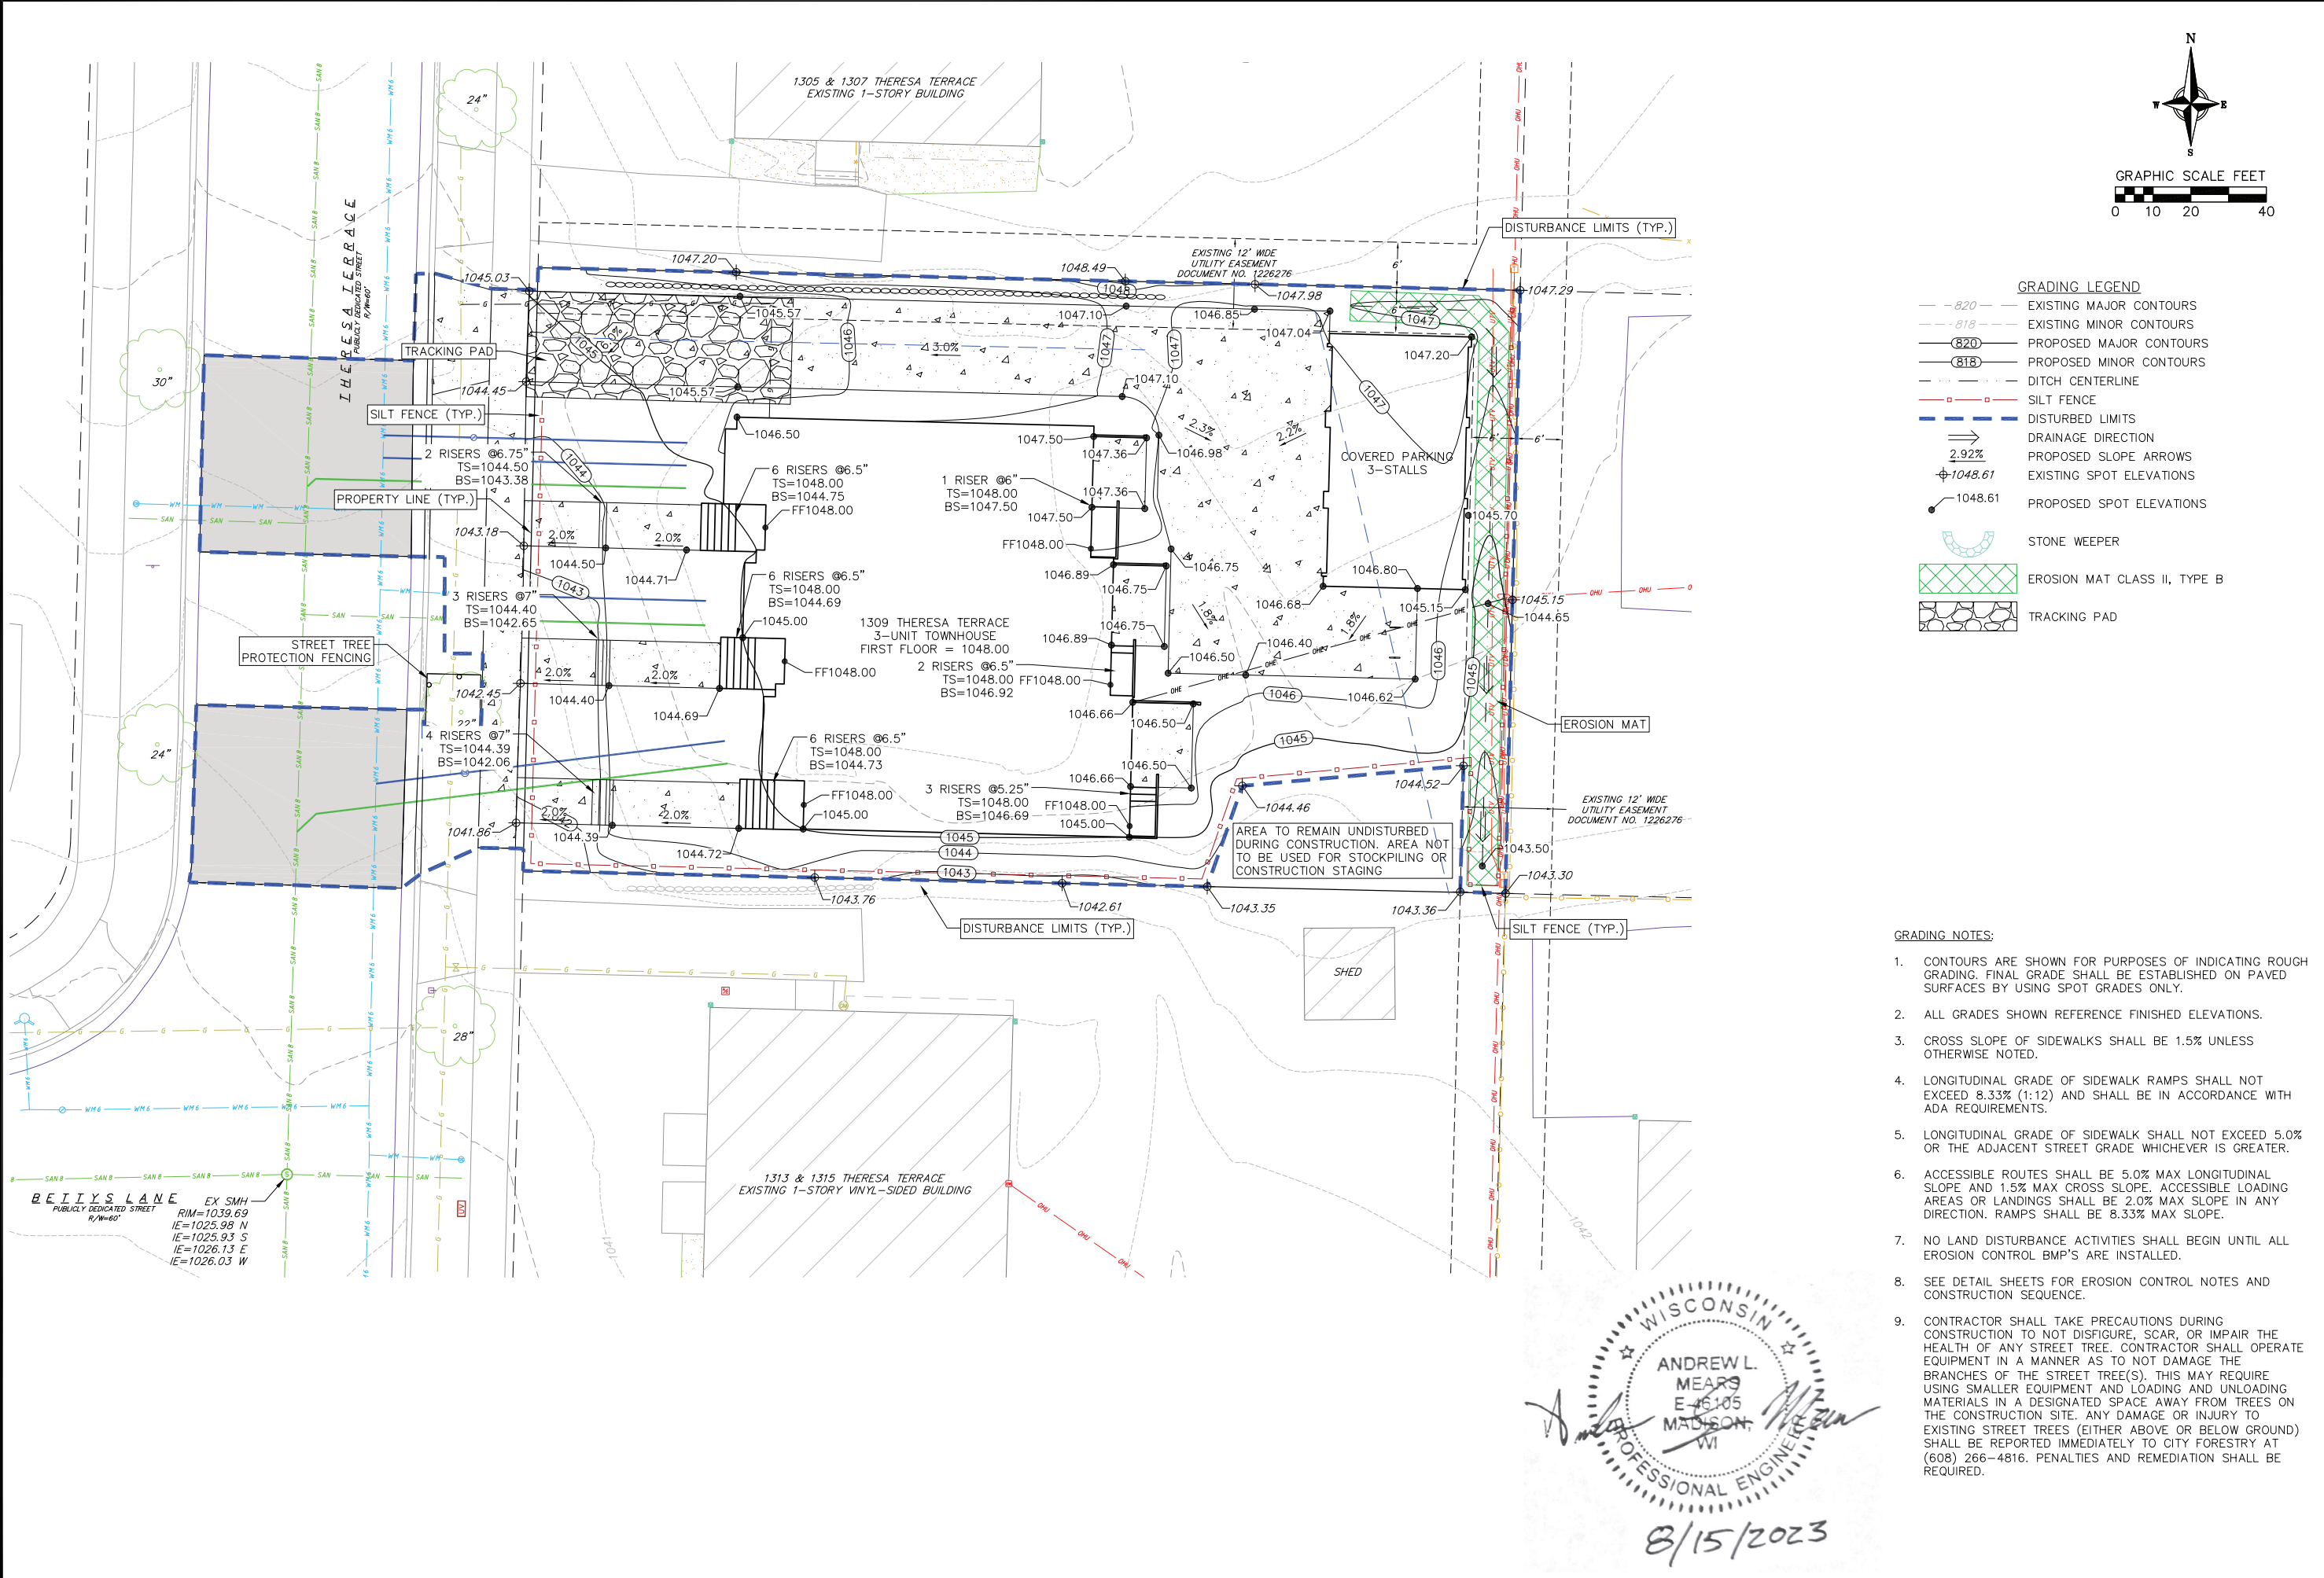 N
W E
S
GRAPHIC SCALE FEET
0 10 20 40
GRADING LEGEND
820 EXISTING MAJOR CONTOURS
818 EXISTING MINOR CONTOURS
820 PROPOSED MAJOR CONTOURS
818 PROPOSED MINOR CONTOURS
DITCH CENTERLINE
SILT FENCE
DISTURBED LIMITS
DRAINAGE DIRECTION
2.92% PROPOSED SLOPE ARROWS
1048.61 EXISTING SPOT ELEVATIONS
1048.61 PROPOSED SPOT ELEVATIONS
STONE WEEPER
EROSION MAT CLASS II, TYPE B
TRACKING PAD
GRADING NOTES:
1. CONTOURS ARE SHOWN FOR PURPOSES OF INDICATING ROUGH
GRADING. FINAL GRADE SHALL BE ESTABLISHED ON PAVED
SURFACES BY USING SPOT GRADES ONLY.
2. ALL GRADES SHOWN REFERENCE FINISHED ELEVATIONS.
3. CROSS SLOPE OF SIDEWALKS SHALL BE 1.5% UNLESS
OTHERWISE NOTED.
4. LONGITUDINAL GRADE OF SIDEWALK RAMPS SHALL NOT
EXCEED 8.33% (1:12) AND SHALL BE IN ACCORDANCE WITH
ADA REQUIREMENTS.
5. LONGITUDINAL GRADE OF SIDEWALK SHALL NOT EXCEED 5.0%
OR THE ADJACENT STREET GRADE WHICHEVER IS GREATER.
6. ACCESSIBLE ROUTES SHALL BE 5.0% MAX LONGITUDINAL
SLOPE AND 1.5% MAX CROSS SLOPE. ACCESSIBLE LOADING
AREAS OR LANDINGS SHALL BE 2.0% MAX SLOPE IN ANY
DIRECTION. RAMPS SHALL BE 8.33% MAX SLOPE.
7. NO LAND DISTURBANCE ACTIVITIES SHALL BEGIN UNTIL ALL
EROSION CONTROL BMP'S ARE INSTALLED.
8. SEE DETAIL SHEETS FOR EROSION CONTROL NOTES AND
CONSTRUCTION SEQUENCE.
9. CONTRACTOR SHALL TAKE PRECAUTIONS DURING
CONSTRUCTION TO NOT DISFIGURE, SCAR, OR IMPAIR THE
HEALTH OF ANY STREET TREE. CONTRACTOR SHALL OPERATE
EQUIPMENT IN A MANNER AS TO NOT DAMAGE THE
BRANCHES OF THE STREET TREE(S). THIS MAY REQUIRE
USING SMALLER EQUIPMENT AND LOADING AND UNLOADING
MATERIALS IN A DESIGNATED SPACE AWAY FROM TREES ON
THE CONSTRUCTION SITE. ANY DAMAGE OR INJURY TO
EXISTING STREET TREES (EITHER ABOVE OR BELOW GROUND)
SHALL BE REPORTED IMMEDIATELY TO CITY FORESTRY AT
(608) 266-4816. PENALTIES AND REMEDIATION SHALL BE
REQUIRED.
1305 & 1307 THERESA TERRACE
EXISTING 1-STORY BUILDING
THERESA TERRACE
PUBLICLY DEDICATED STREET
R/W=60'
24"
30"
24"
22"
28"
DISTURBANCE LIMITS (TYP.)
EXISTING 12' WIDE
UTILITY EASEMENT
DOCUMENT NO. 1226276
6'
1045.03
1047.20
1048.49
1047.98
1047.29
1048
1045.57
1047.10
1046.85
1047.04
1047
1047.20
6'
TRACKING PAD
1045
6.0%
1046
3.0%
1047
1047
1044.45
1045.57
1047.10
1047
SILT FENCE (TYP.)
1046.50
2.3%
2.2%
6'
6'
1047.50
1047.36
1046.98
COVERED PARKING
3-STALLS
2 RISERS @6.75"
TS=1044.50
BS=1043.38
1044
6 RISERS @6.5"
TS=1048.00
BS=1044.75
FF1048.00
1 RISER @6"
TS=1048.00
BS=1047.50
1047.36
1047.50
PROPERTY LINE (TYP.)
1043.18
2.0%
2.0%
1044.50
1044.71
FF1048.00
1045.70
1046.75
1046.89
1046.80
1046.75
1046.68
1045.15
1045.15
1044.65
1043
3 RISERS @7"
TS=1044.40
BS=1042.65
6 RISERS @6.5"
TS=1048.00
BS=1044.69
1045.00
1309 THERESA TERRACE
3-UNIT TOWNHOUSE
FIRST FLOOR = 1048.00
1.8%
1.8%
1046.75
1046.89
1046.40
1046.50
STREET TREE
PROTECTION FENCING
2.0%
2.0%
FF1048.00
2 RISERS @6.5"
TS=1048.00
BS=1046.92
FF1048.00
1046
1045
1042.45
1044.40
1044.69
1046
1046.62
1046.66
1046.50
EROSION MAT
4 RISERS @7"
TS=1044.39
BS=1042.06
6 RISERS @6.5"
TS=1048.00
BS=1044.73
1045
1046.50
1046.66
1044.52
FF1048.00
1045.00
3 RISERS @5.25"
TS=1048.00
BS=1046.69
FF1048.00
1045.00
1044.46
EXISTING 12' WIDE
UTILITY EASEMENT
DOCUMENT NO. 1226276
1041.86
2.0%
1042
2.0%
1044.39
1044.72
1045
1044
1043
AREA TO REMAIN UNDISTURBED
DURING CONSTRUCTION. AREA NOT
TO BE USED FOR STOCKPILING OR
CONSTRUCTION STAGING
1043.50
1043.30
1043.76
1042.61
1043.35
1043.36
DISTURBANCE LIMITS (TYP.)
SILT FENCE (TYP.)
SHED
1313 & 1315 THERESA TERRACE
EXISTING 1-STORY VINYL-SIDED BUILDING
1041
1042
BETTYS LANE
PUBLICLY DEDICATED STREET
R/W=60'
EX SMH
RIM=1039.69
IE=1025.98 N
IE=1025.93 S
IE=1026.13 E
IE=1026.03 W
WISCONSIN
ANDREW L.
MEARS
E-46105
MADISON,
WI
PROFESSIONAL ENGINEER
8/15/2023